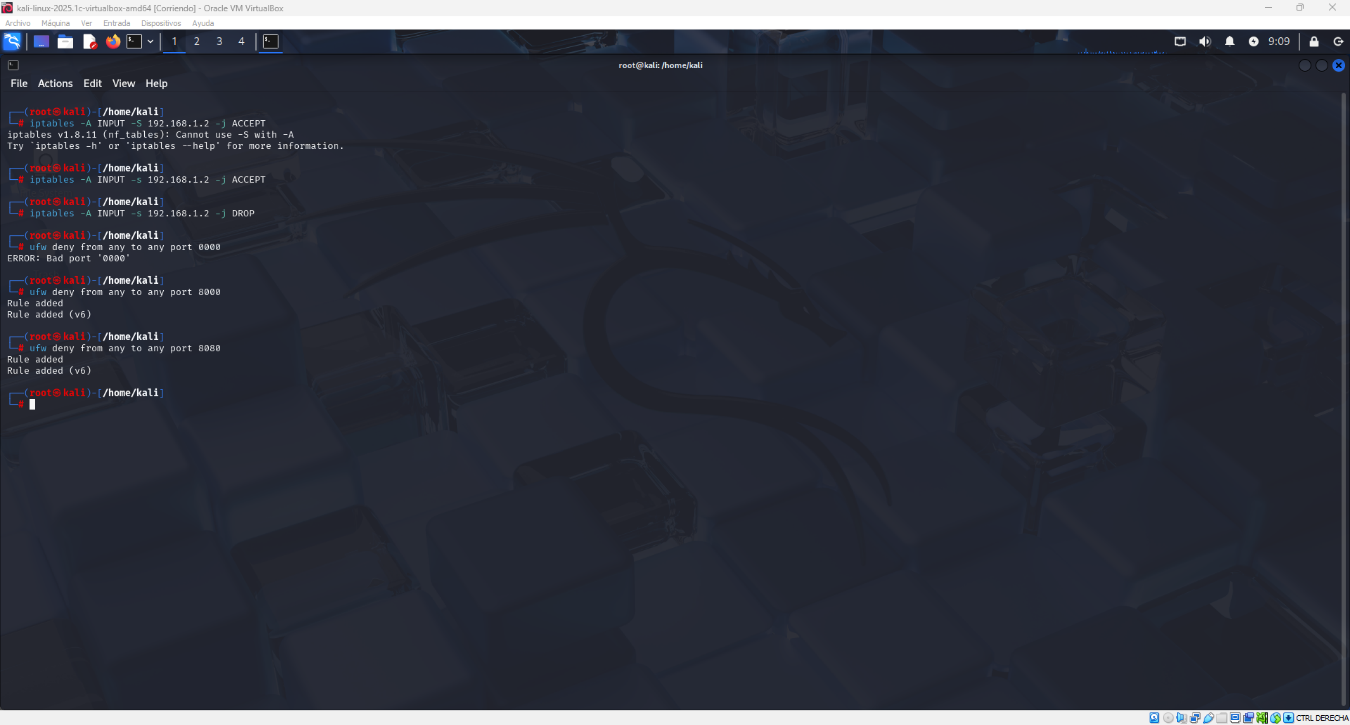 kali-linux-2025.1c-virtualbox-amd64 [Corriendo] - Oracle VM VirtualBox
Archivo Máquina Ver Entrada Dispositivos Ayuda
1 2 3 4 9:09
root@kali: /home/kali
File Actions Edit View Help
┌──(root㉿kali)-[/home/kali]
└─# iptables -A INPUT -S 192.168.1.2 -j ACCEPT
iptables v1.8.11 (nf_tables): Cannot use -S with -A
Try `iptables -h' or 'iptables --help' for more information.
┌──(root㉿kali)-[/home/kali]
└─# iptables -A INPUT -s 192.168.1.2 -j ACCEPT
┌──(root㉿kali)-[/home/kali]
└─# iptables -A INPUT -s 192.168.1.2 -j DROP
┌──(root㉿kali)-[/home/kali]
└─# ufw deny from any to any port 0000
ERROR: Bad port '0000'
┌──(root㉿kali)-[/home/kali]
└─# ufw deny from any to any port 8000
Rule added
Rule added (v6)
┌──(root㉿kali)-[/home/kali]
└─# ufw deny from any to any port 8080
Rule added
Rule added (v6)
┌──(root㉿kali)-[/home/kali]
└─#
CTRL DERECHA